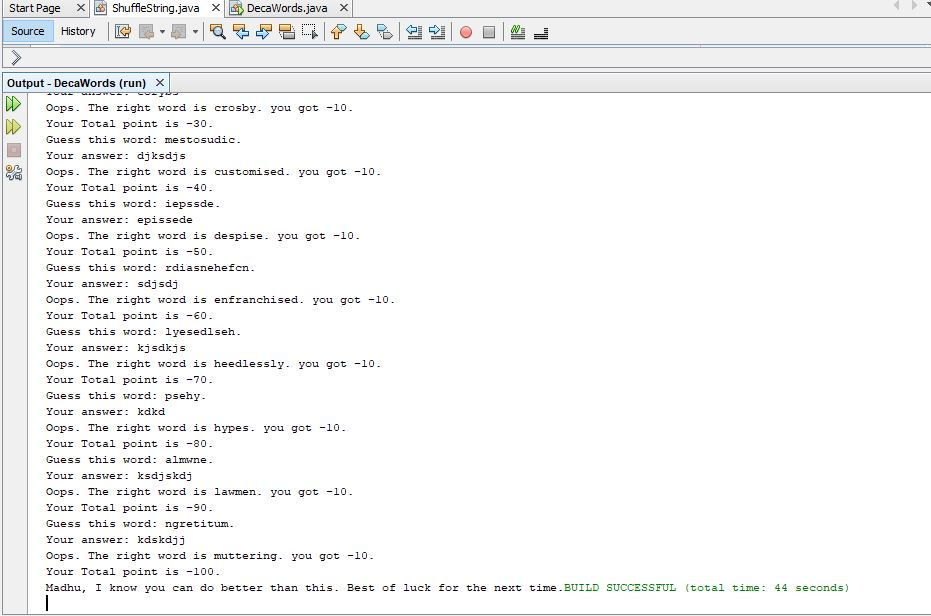 Start Page ShuffleString.java DecaWords.java
Source History
Output - DecaWords (run)
Your answer:
Oops. The right word is crosby. you got -10.
Your Total point is -30.
Guess this word: mestosudic.
Your answer: djksdjs
Oops. The right word is customised. you got -10.
Your Total point is -40.
Guess this word: iepssde.
Your answer: epissede
Oops. The right word is despise. you got -10.
Your Total point is -50.
Guess this word: rdiasnehefcn.
Your answer: sdjsdj
Oops. The right word is enfranchised. you got -10.
Your Total point is -60.
Guess this word: lyesedlseh.
Your answer: kjsdkjs
Oops. The right word is heedlessly. you got -10.
Your Total point is -70.
Guess this word: psehy.
Your answer: kdkd
Oops. The right word is hypes. you got -10.
Your Total point is -80.
Guess this word: almwne.
Your answer: ksdjskdj
Oops. The right word is lawmen. you got -10.
Your Total point is -90.
Guess this word: ngretitum.
Your answer: kdskdjj
Oops. The right word is muttering. you got -10.
Your Total point is -100.
Madhu, I know you can do better than this. Best of luck for the next time.BUILD SUCCESSFUL (total time: 44 seconds)